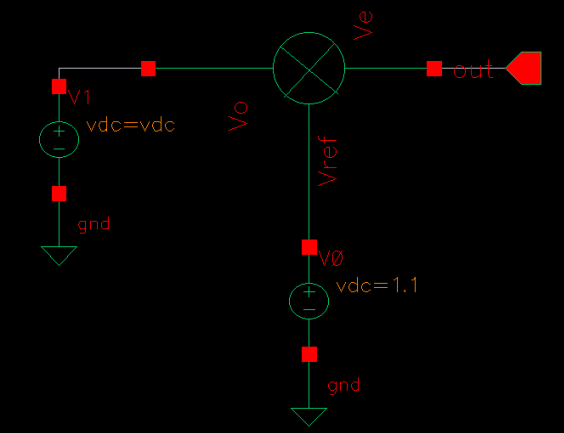 Ve
out
V1
vdc=vdc
Vo
Vref
gnd
V0
vdc=1.1
gnd